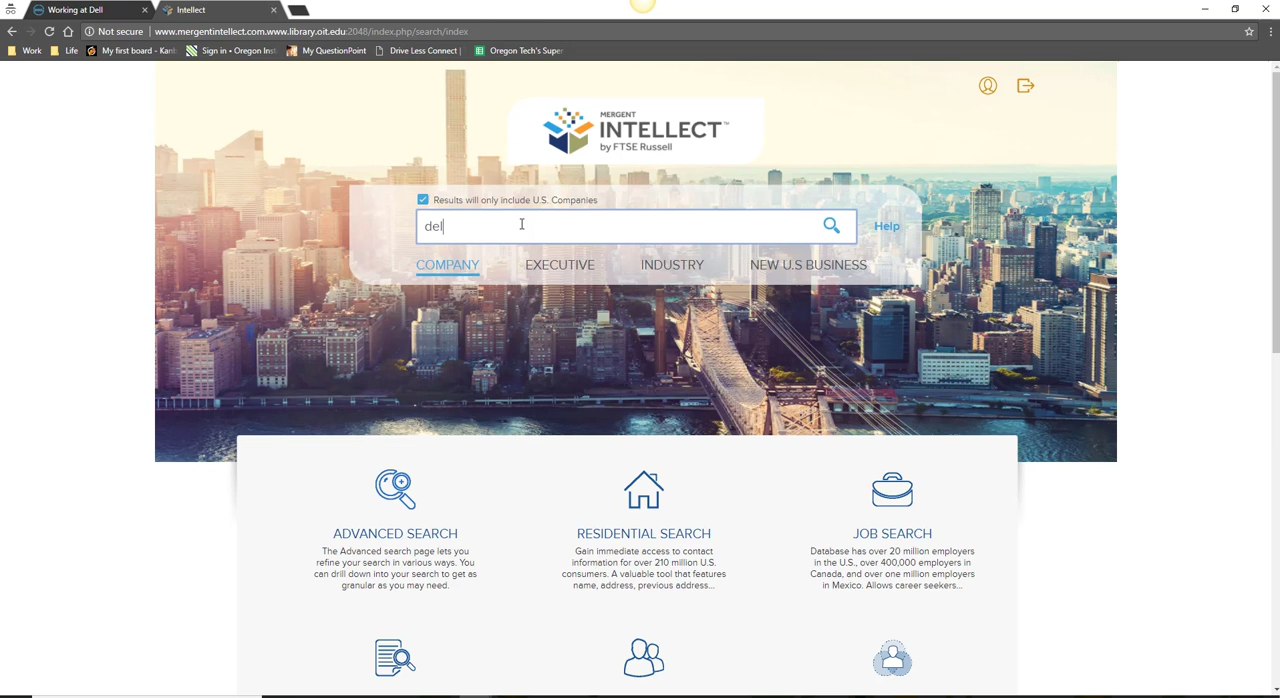 Working at Dell
Intellect
Not secure | www.mergentintellect.com.www.library.oit.edu:2048/index.php/search/index
Work
Life
My first board - Kan
Sign in • Oregon Inst
My QuestionPoint
Drive Less Connect |
Oregon Tech's Super
MERGENT
INTELLECT™
by FTSE Russell
Results will only include U.S. Companies
del
Help
COMPANY
EXECUTIVE
INDUSTRY
NEW U.S BUSINESS
ADVANCED SEARCH
The Advanced search page lets you
refine your search in various ways. You
can drill down into your search to get as
granular as you may need.
RESIDENTIAL SEARCH
Gain immediate access to contact
information for over 210 million U.S.
consumers. A valuable tool that features
name, address, previous address...
JOB SEARCH
Database has over 20 million employers
in the U.S., over 400,000 employers in
Canada, and over one million employers
in Mexico. Allows career seekers...